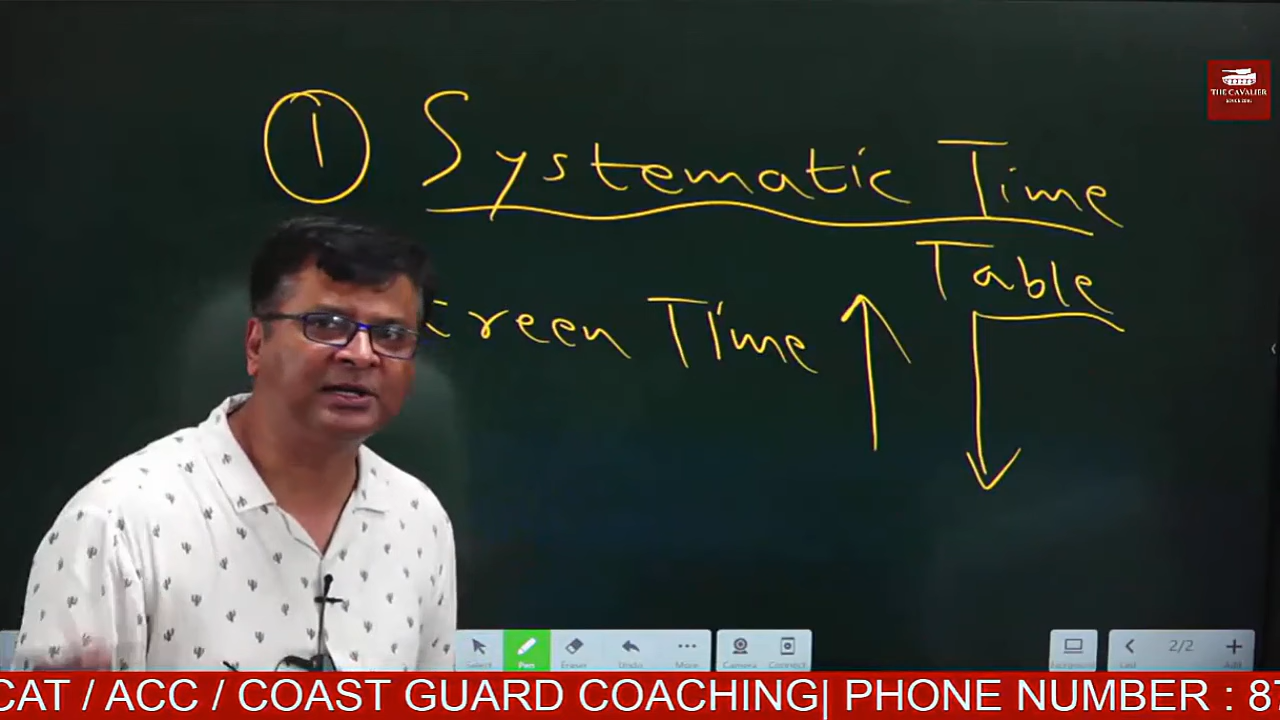 THE CAVALIER
① Systematic Time
Table
reen Time
Select
Pen
Eraser
Undo
More
Camera
Connect
Background
2/2
Add
CAT / ACC / COAST GUARD COACHING| PHONE NUMBER : 87